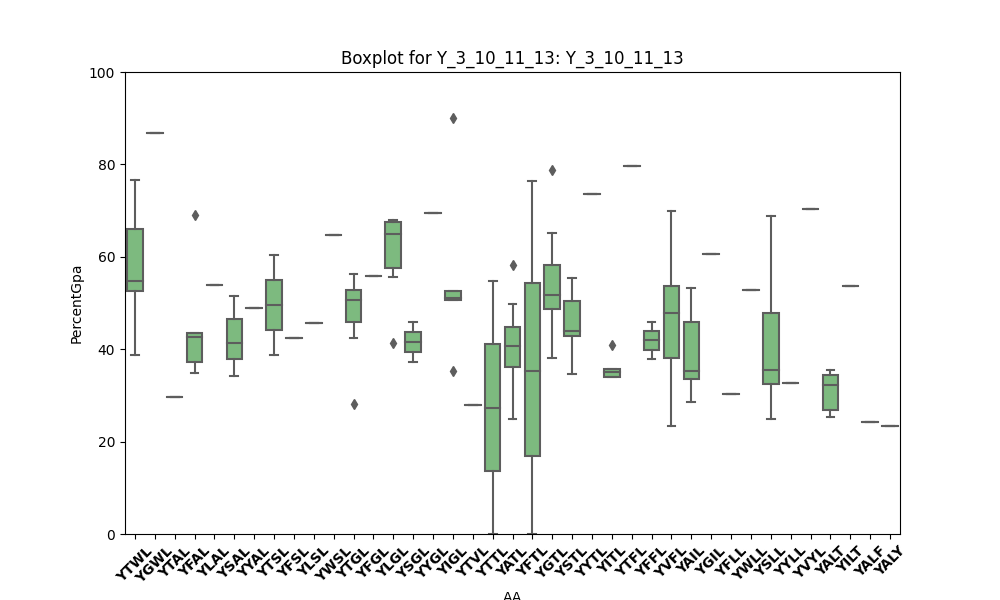 Boxplot for Y_3_10_11_13: Y_3_10_11_13
100
80
60
40
20
0
PercentGpa
YTWL
YGWL
YTAL
YFAL
YLAL
YSAL
YYAL
YTSL
YFSL
YLSL
YWSL
YTGL
YFGL
YLGL
YSGL
YYGL
YIGL
YTVL
YTTL
YATL
YFTL
YGTL
YSTL
YYTL
YITL
YTFL
YFFL
YVFL
YAIL
YGIL
YFLL
YWLL
YSLL
YYLL
YVYL
YALT
YILT
YALF
YALY
AA